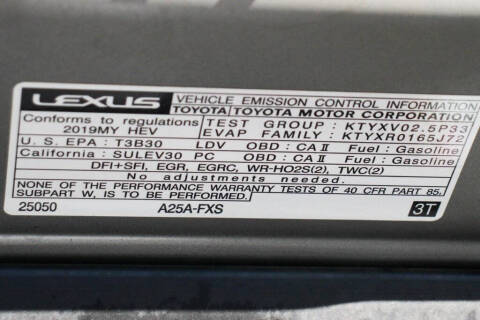 LEXUS VEHICLE EMISSION CONTROL INFORMATION
TOYOTA TOYOTA MOTOR CORPORATION
Conforms to regulations TEST GROUP : KTYXV02.5P33
2019MY HEV EVAP FAMILY : KTYXR0165J72
U. S. EPA : T3B30 LDV OBD : CA II Fuel : Gasoline
California : SULEV30 PC OBD : CA II Fuel : Gasoline
DFI+SFI, EGR, EGRC, WR-HO2S(2), TWC(2)
No adjustments needed.
NONE OF THE PERFORMANCE WARRANTY TESTS OF 40 CFR PART 85,
SUBPART W, IS TO BE PERFORMED.
25050 A25A-FXS 3T